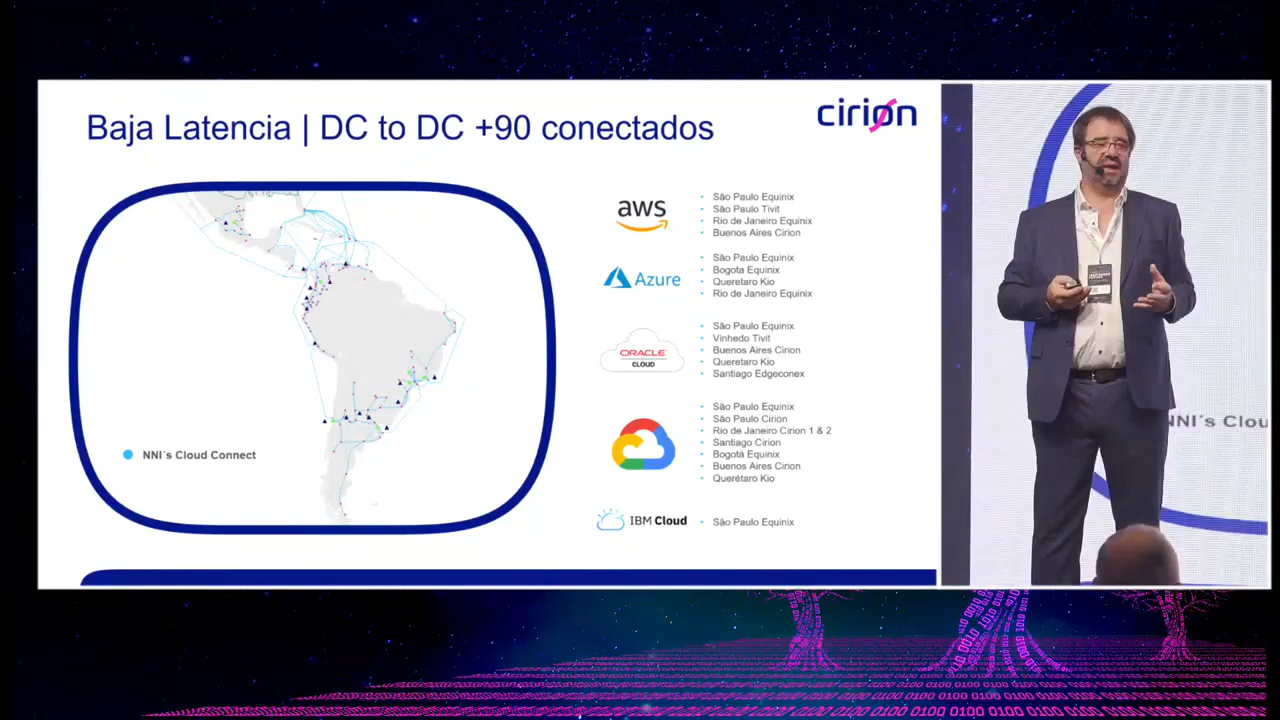 Baja Latencia | DC to DC +90 conectados
cirion
NNI´s Cloud Connect
aws
• São Paulo Equinix
• São Paulo Tivit
• Rio de Janeiro Equinix
• Buenos Aires Cirion
Azure
• São Paulo Equinix
• Bogota Equinix
• Queretaro Kio
• Rio de Janeiro Equinix
ORACLE
CLOUD
• São Paulo Equinix
• Vinhedo Tivit
• Buenos Aires Cirion
• Queretaro Kio
• Santiago Edgeconex
• São Paulo Equinix
• São Paulo Cirion
• Rio de Janeiro Cirion 1 & 2
• Santiago Cirion
• Bogotá Equinix
• Buenos Aires Cirion
• Querétaro Kio
IBM Cloud
• São Paulo Equinix
NNI´s Clou